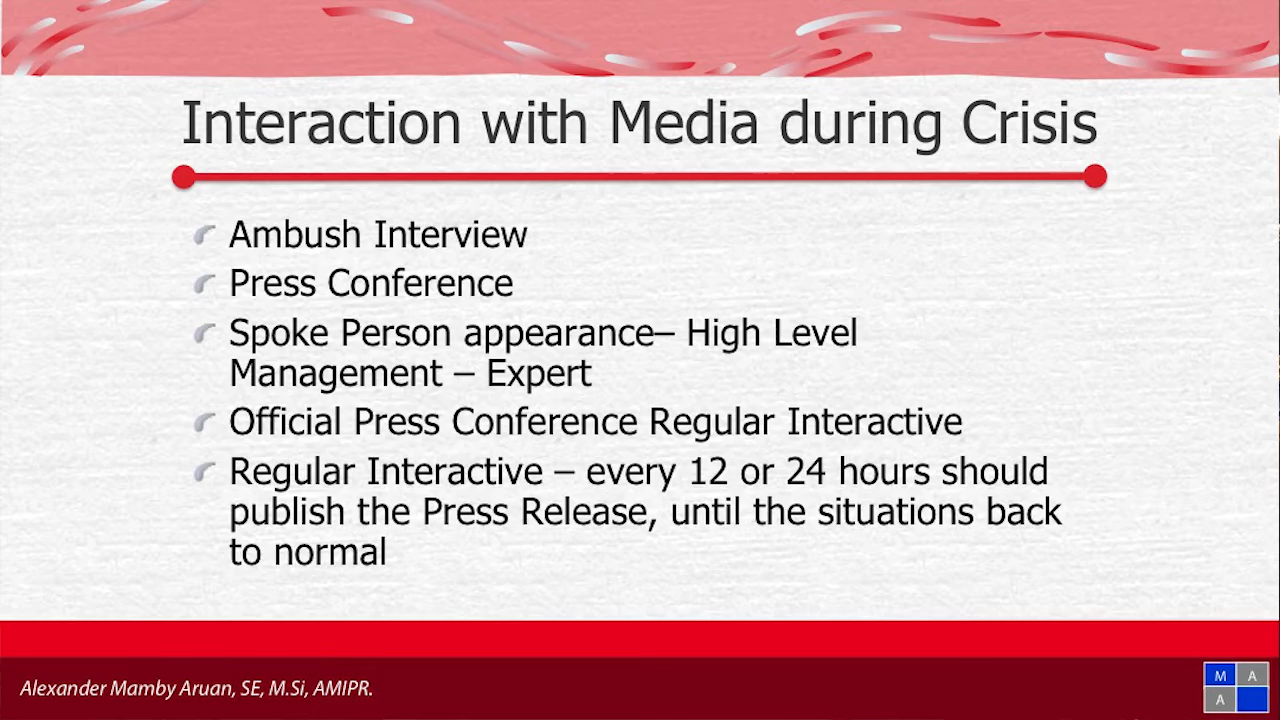 Interaction with Media during Crisis
Ambush Interview
Press Conference
Spoke Person appearance– High Level
Management – Expert
Official Press Conference Regular Interactive
Regular Interactive – every 12 or 24 hours should
publish the Press Release, until the situations back
to normal
Alexander Mamby Aruan, SE, M.Si, AMIPR.
M A
A